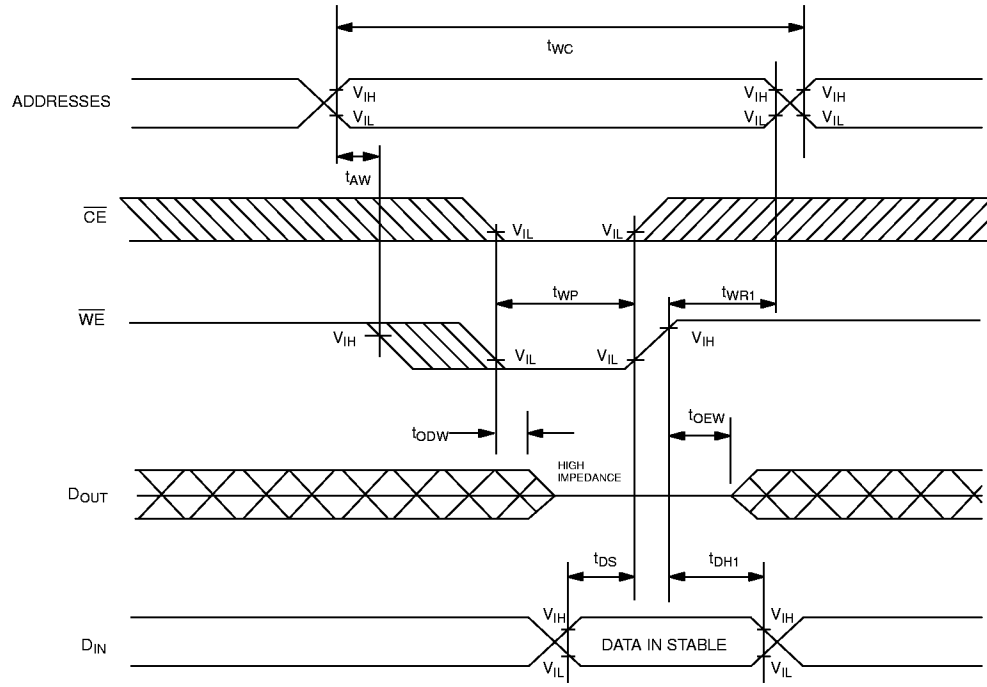 tWC
ADDRESSES
VIH VIH VIH
VIL VIL VIL
tAW
CE
VIL VIL
tWP tWR1
WE
VIH VIH
VIL VIL
tODW tOEW
HIGH
IMPEDANCE
DOUT
tDS tDH1
VIH VIH
DIN DATA IN STABLE
VIL VIL